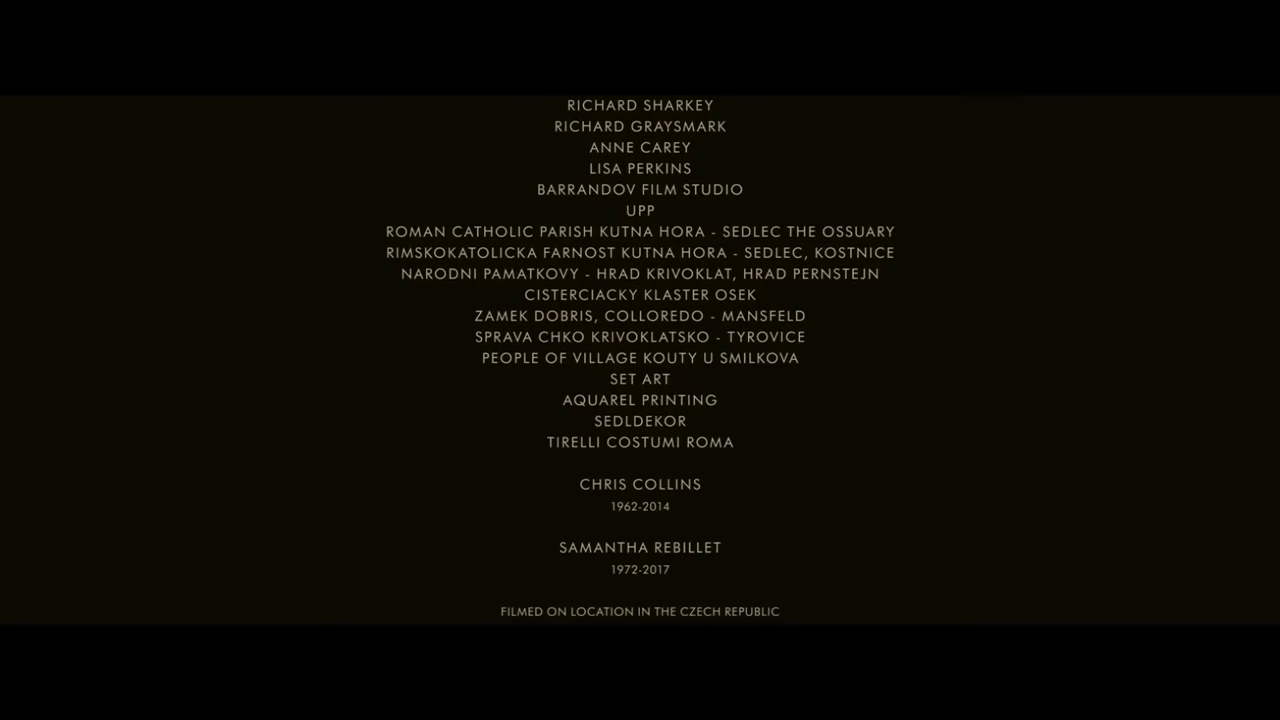 RICHARD SHARKEY
RICHARD GRAYSMARK
ANNE CAREY
LISA PERKINS
BARRANDOV FILM STUDIO
UPP
ROMAN CATHOLIC PARISH KUTNA HORA - SEDLEC THE OSSUARY
RIMSKOKATOLICKA FARNOST KUTNA HORA - SEDLEC, KOSTNICE
NARODNI PAMATKOVY - HRAD KRIVOKLAT, HRAD PERNSTEJN
CISTERCIACKY KLASTER OSEK
ZAMEK DOBRIS, COLLOREDO - MANSFELD
SPRAVA CHKO KRIVOKLATSKO - TYROVICE
PEOPLE OF VILLAGE KOUTY U SMILKOVA
SET ART
AQUAREL PRINTING
SEDLDEKOR
TIRELLI COSTUMI ROMA
CHRIS COLLINS
1962-2014
SAMANTHA REBILLET
1972-2017
FILMED ON LOCATION IN THE CZECH REPUBLIC